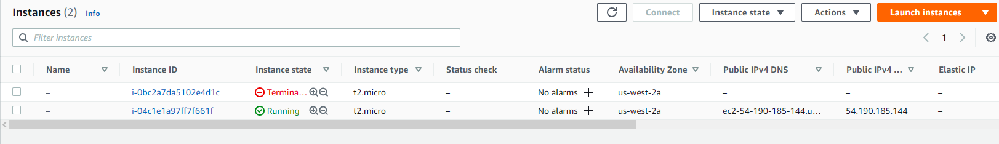 Instances (2) Info
Connect Instance state Actions Launch instances
Filter instances
1
Name Instance ID Instance state Instance type Status check Alarm status Availability Zone Public IPv4 DNS Public IPv4 ... Elastic IP
– i-0bc2a7da5102e4d1c Termina... t2.micro – No alarms + us-west-2a – – –
– i-04c1e1a97ff7f661f Running t2.micro – No alarms + us-west-2a ec2-54-190-185-144.u... 54.190.185.144 –